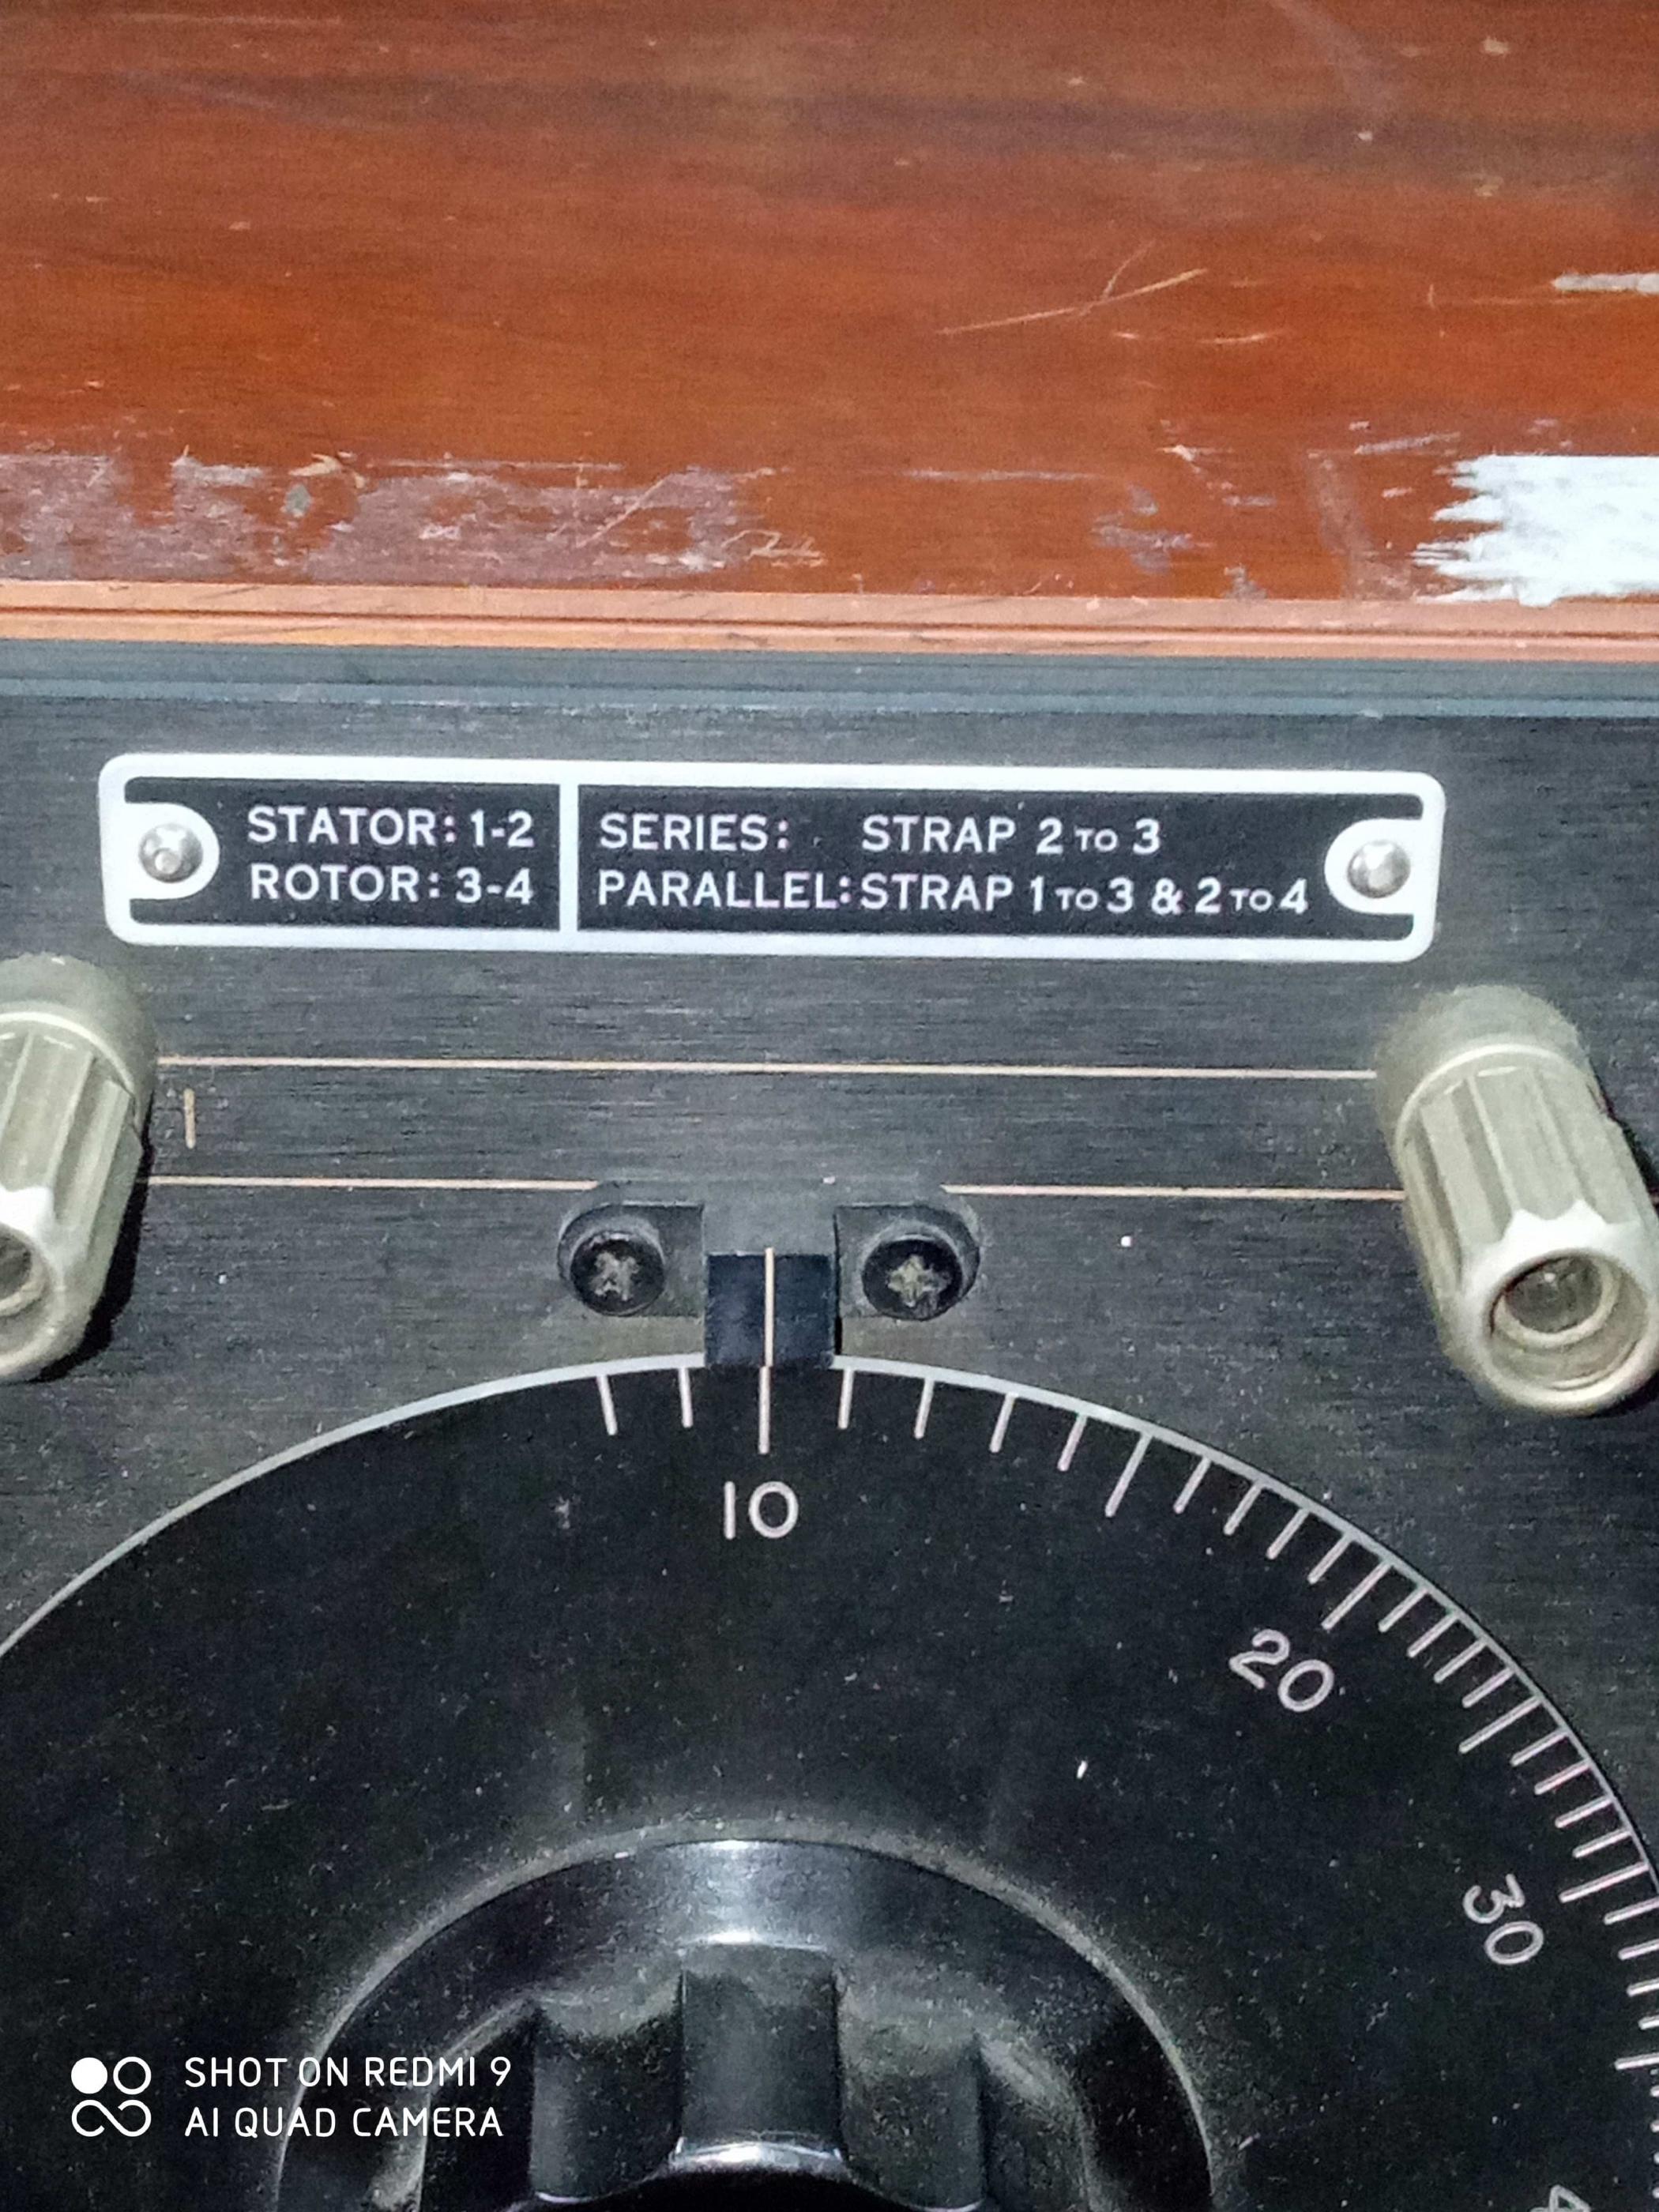 STATOR: 1-2
ROTOR: 3-4
SERIES: STRAP 2 TO 3
PARALLEL: STRAP 1 TO 3 & 2 TO 4
10
20
30
SHOT ON REDMI 9
AI QUAD CAMERA